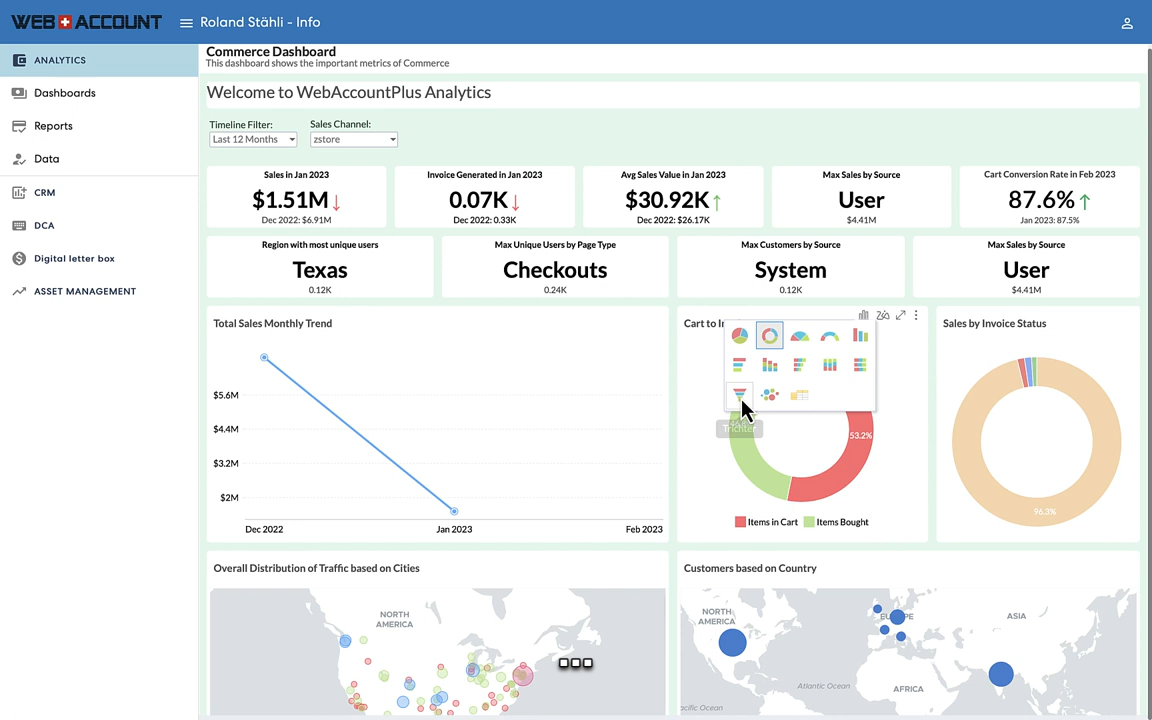 WEB ACCOUNT
Roland Stähli - Info
ANALYTICS
Dashboards
Reports
Data
CRM
DCA
Digital letter box
ASSET MANAGEMENT
Commerce Dashboard
This dashboard shows the important metrics of Commerce
Welcome to WebAccountPlus Analytics
Timeline Filter:
Last 12 Months
Sales Channel:
zstore
Sales in Jan 2023
$1.51M
Dec 2022: $6.91M
Invoice Generated in Jan 2023
0.07K
Dec 2022: 0.33K
Avg Sales Value in Jan 2023
$30.92K
Dec 2022: $26.17K
Max Sales by Source
User
$4.41M
Cart Conversion Rate in Feb 2023
87.6%
Jan 2023: 87.5%
Region with most unique users
Texas
0.12K
Max Unique Users by Page Type
Checkouts
0.24K
Max Customers by Source
System
0.12K
Max Sales by Source
User
$4.41M
Total Sales Monthly Trend
$5.6M
$4.4M
$3.2M
$2M
Dec 2022
Jan 2023
Feb 2023
Cart to
Trichter
53.2%
Items in Cart
Items Bought
Sales by Invoice Status
96.3%
Overall Distribution of Traffic based on Cities
NORTH
AMERICA
Customers based on Country
NORTH
AMERICA
ASIA
Atlantic Ocean
AFRICA
Ocean